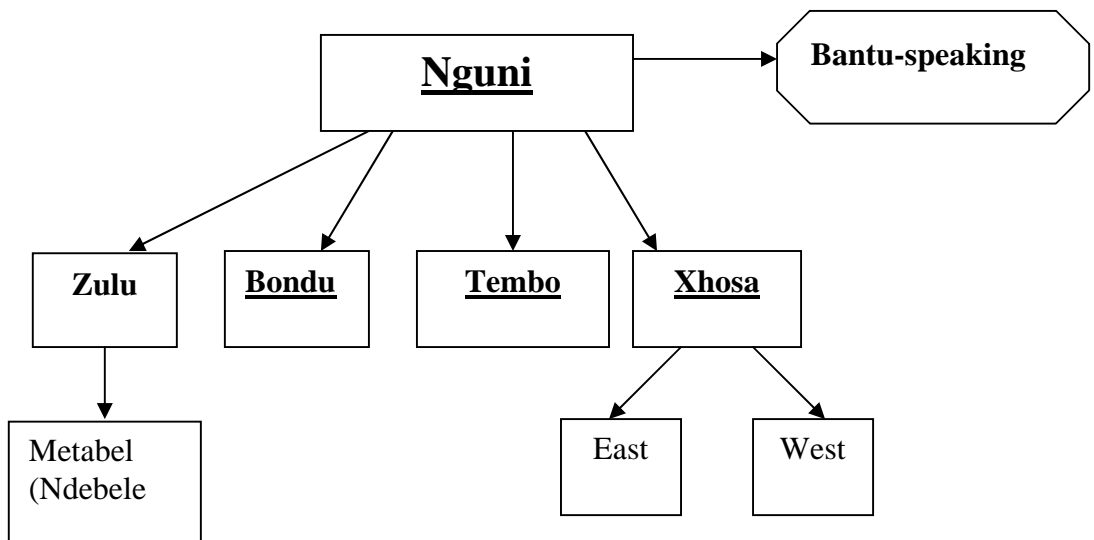 Nguni
Bantu-speaking
Zulu
Bondu
Tembo
Xhosa
Metabel
(Ndebele
East
West